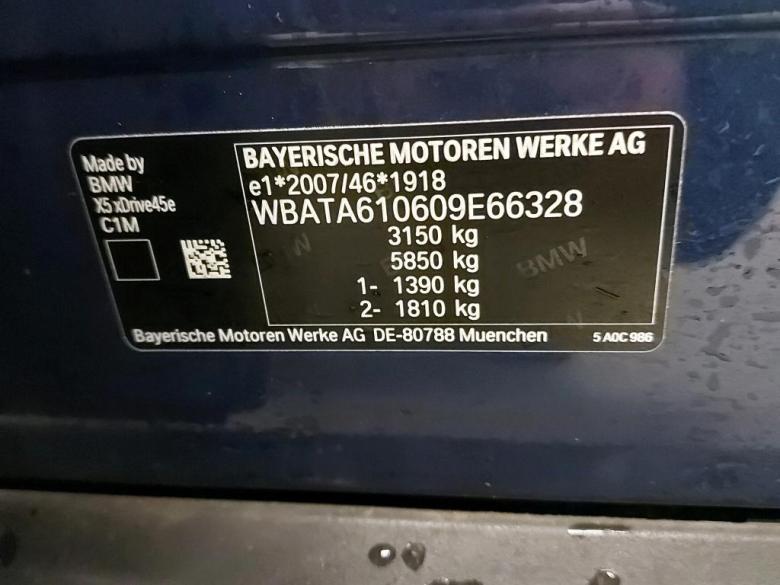 Made by
BMW
X5 xDrive45e
C1M
BAYERISCHE MOTOREN WERKE AG
e1*2007/46*1918
WBATA610609E66328
3150 kg
5850 kg
1- 1390 kg
2- 1810 kg
BMW
Bayerische Motoren Werke AG DE-80788 Muenchen
5 A0C 986